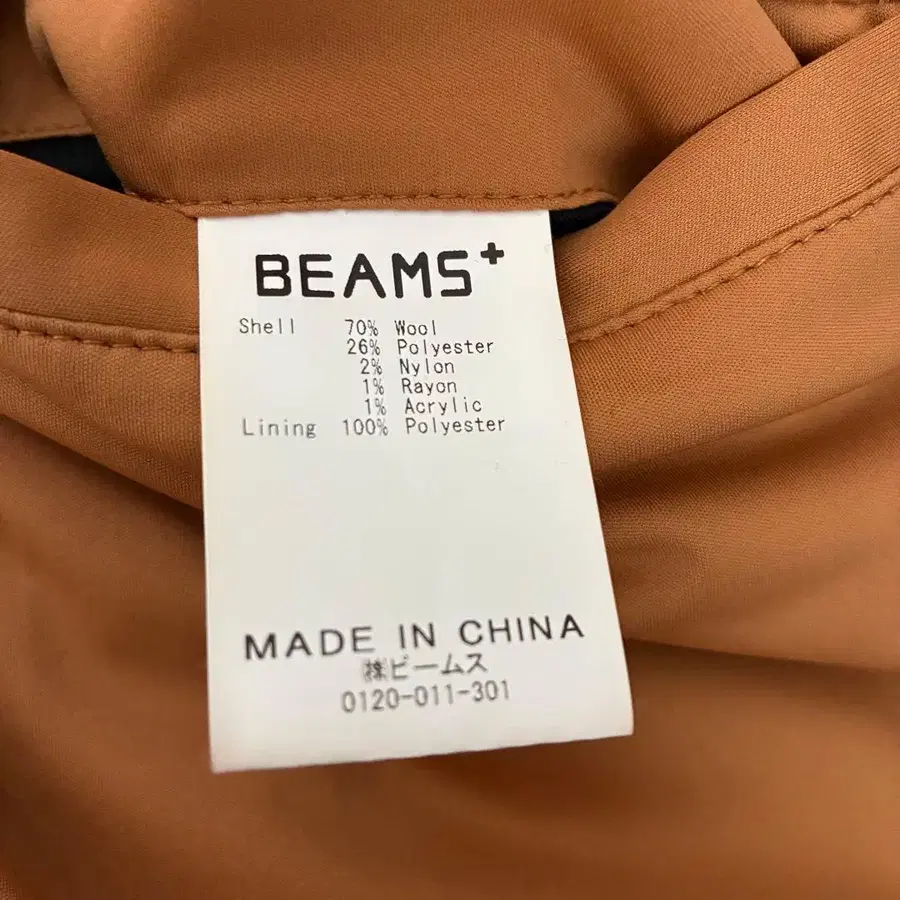 BEAMS+
Shell 70% Wool
26% Polyester
2% Nylon
1% Rayon
1% Acrylic
Lining 100% Polyester
MADE IN CHINA
㈱ビームス
0120-011-301